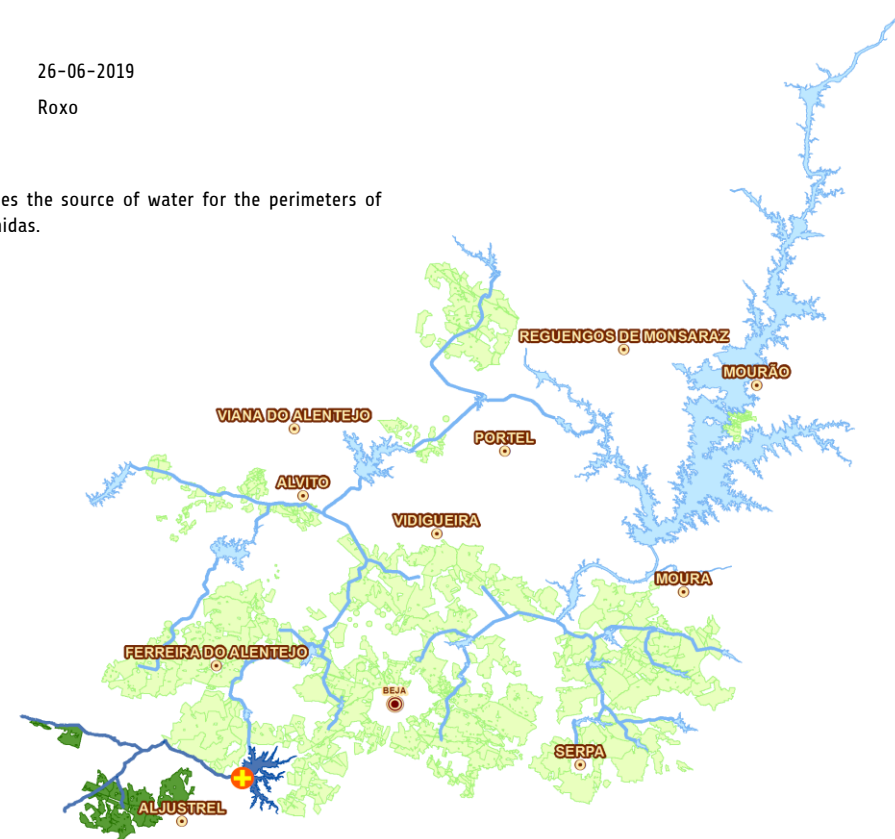 26-06-2019
Roxo
es the source of water for the perimeters of
nidas.
REGUENGOS DE MONSARAZ
MOURÃO
VIANA DO ALENTEJO
PORTEL
ALVITO
VIDIGUEIRA
MOURA
FERREIRA DO ALENTEJO
BEJA
SERPA
ALJUSTREL